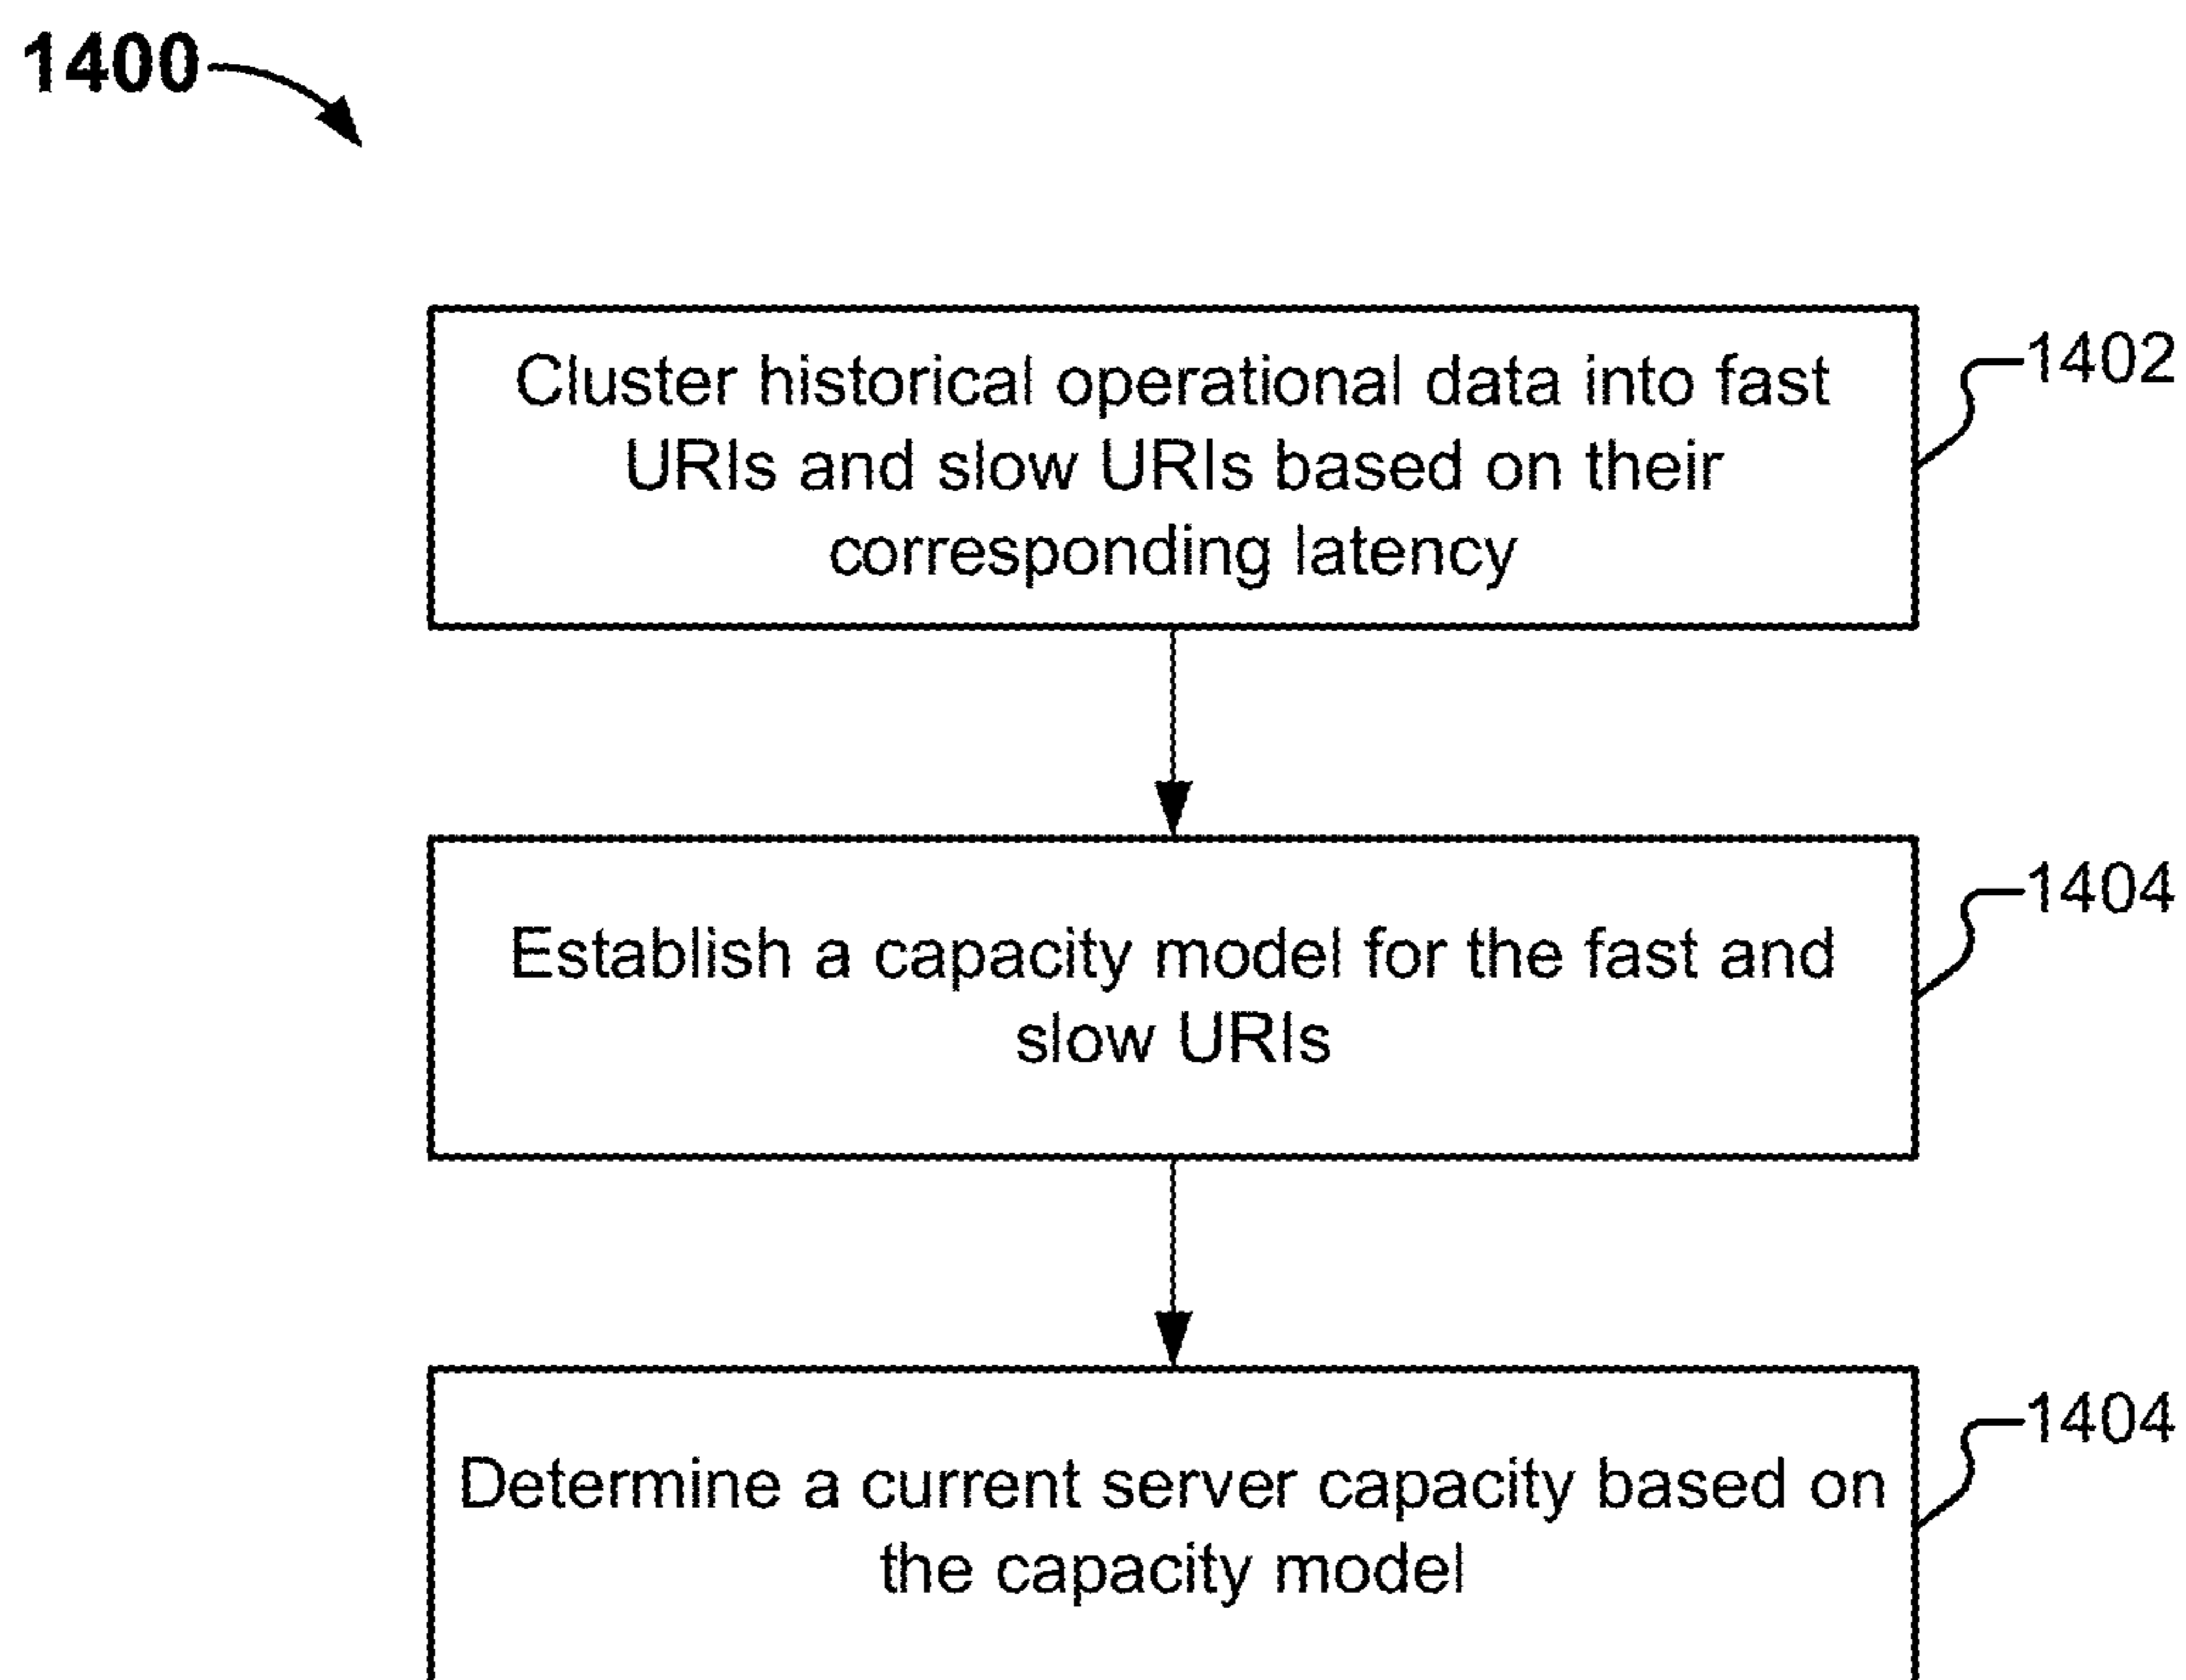 1400
Cluster historical operational data into fast
URIs and slow URIs based on their
corresponding latency
1402
Establish a capacity model for the fast and
slow URIs
1404
Determine a current server capacity based on
the capacity model
1404